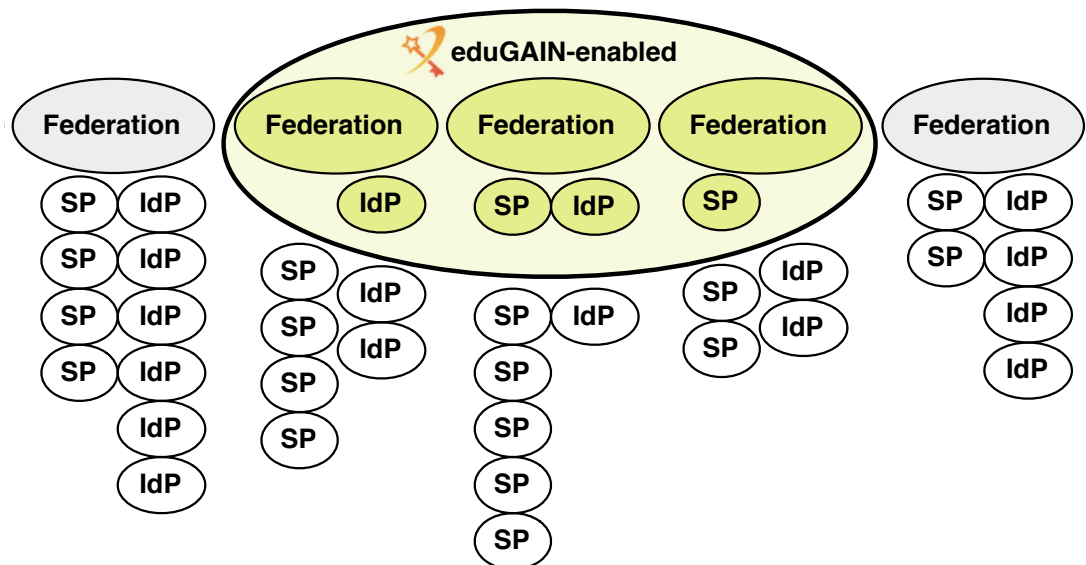 eduGAIN-enabled
Federation Federation Federation Federation Federation
SP IdP IdP SP IdP SP SP IdP
SP IdP SP IdP SP IdP SP IdP SP IdP
SP IdP SP IdP SP SP IdP IdP
SP IdP SP SP IdP
IdP SP SP
IdP SP
SP